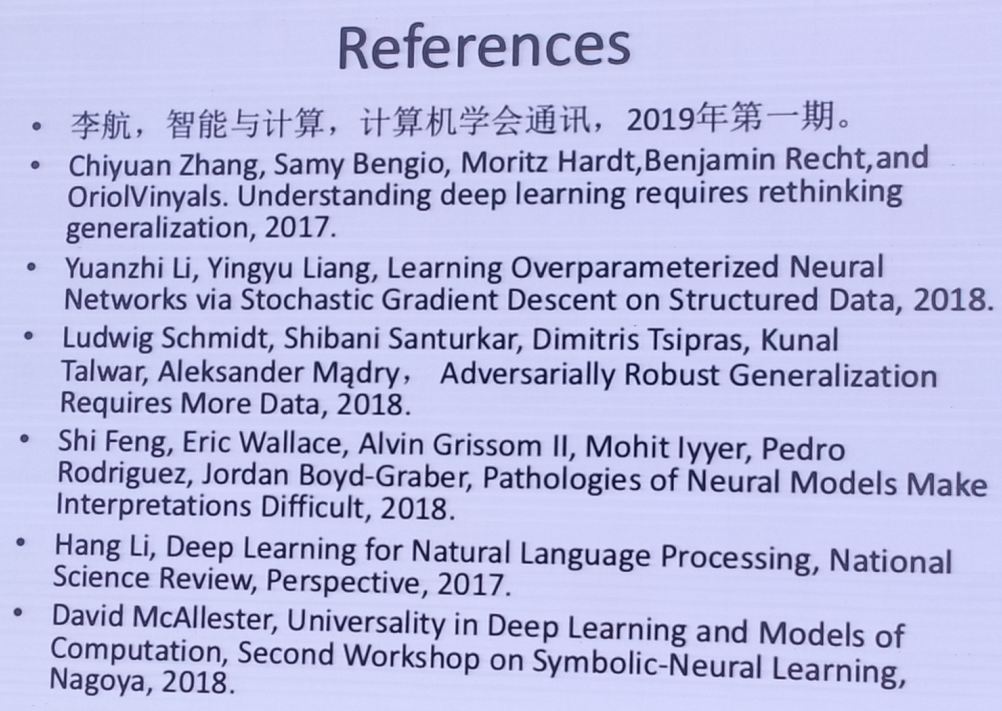 References
• 李航，智能与计算，计算机学会通讯，2019年第一期。
• Chiyuan Zhang, Samy Bengio, Moritz Hardt,Benjamin Recht,and
OriolVinyals. Understanding deep learning requires rethinking
generalization, 2017.
• Yuanzhi Li, Yingyu Liang, Learning Overparameterized Neural
Networks via Stochastic Gradient Descent on Structured Data, 2018.
• Ludwig Schmidt, Shibani Santurkar, Dimitris Tsipras, Kunal
Talwar, Aleksander Mądry， Adversarially Robust Generalization
Requires More Data, 2018.
• Shi Feng, Eric Wallace, Alvin Grissom II, Mohit Iyyer, Pedro
Rodriguez, Jordan Boyd-Graber, Pathologies of Neural Models Make
Interpretations Difficult, 2018.
• Hang Li, Deep Learning for Natural Language Processing, National
Science Review, Perspective, 2017.
• David McAllester, Universality in Deep Learning and Models of
Computation, Second Workshop on Symbolic-Neural Learning,
Nagoya, 2018.